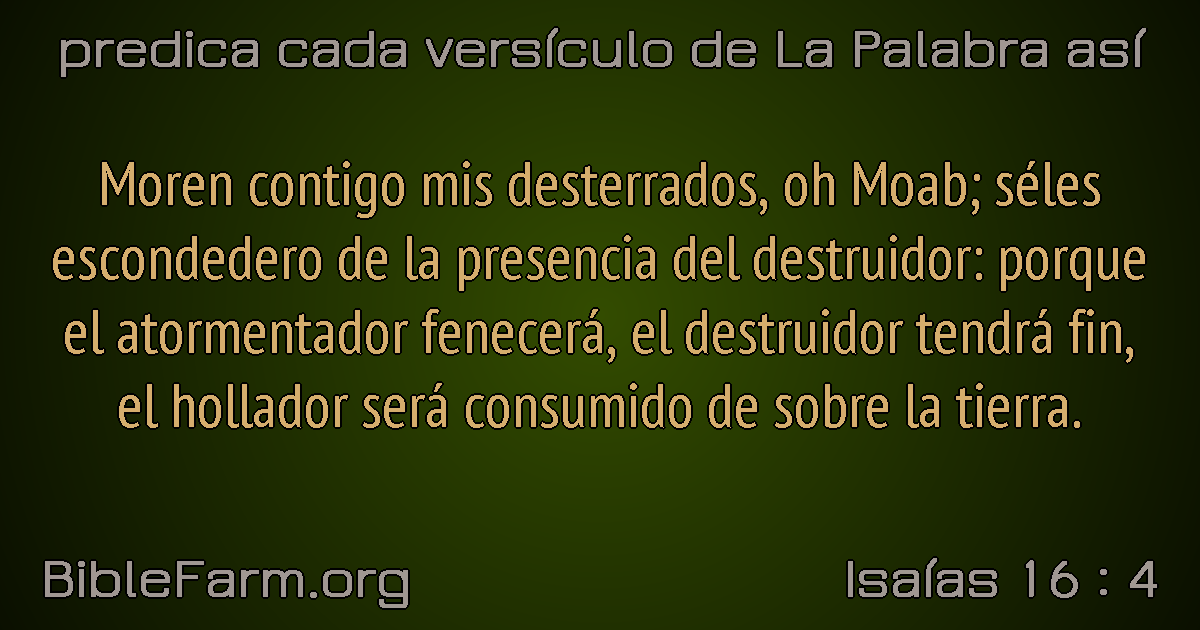 predica cada versículo de La Palabra así
Moren contigo mis desterrados, oh Moab; séles
escondedero de la presencia del destruidor: porque
el atormentador fenecerá, el destruidor tendrá fin,
el hollador será consumido de sobre la tierra.
BibleFarm.org
Isaías 16 : 4